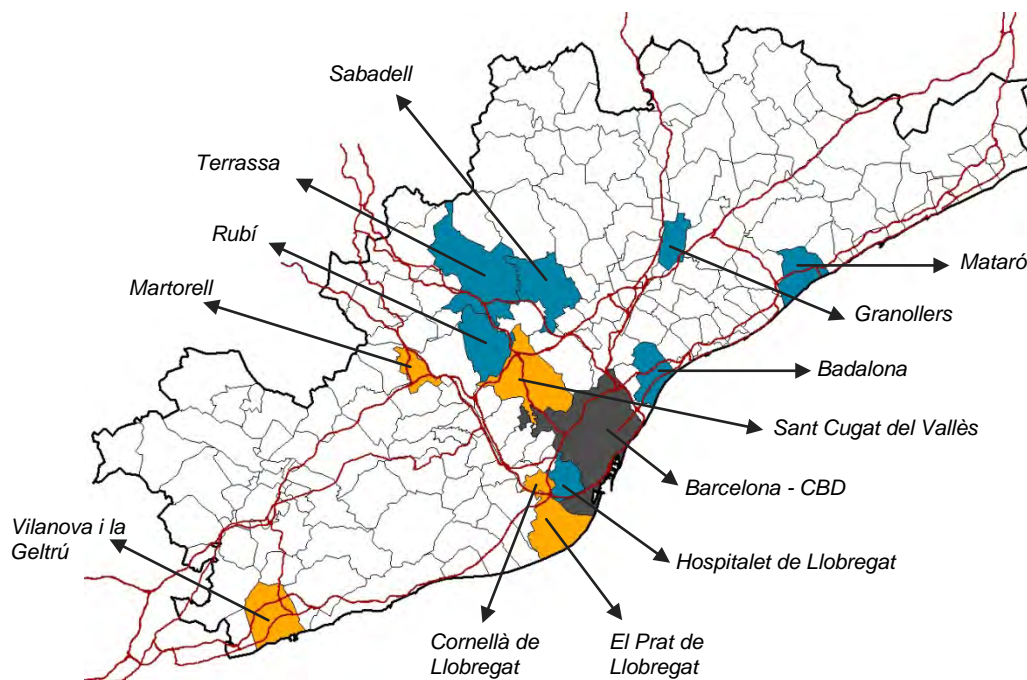 Sabadell
Terrassa
Rubí
Martorell
Mataró
Granollers
Badalona
Sant Cugat del Vallès
Barcelona - CBD
Vilanova i la
Geltrú
Hospitalet de Llobregat
Cornellà de
Llobregat
El Prat de
Llobregat